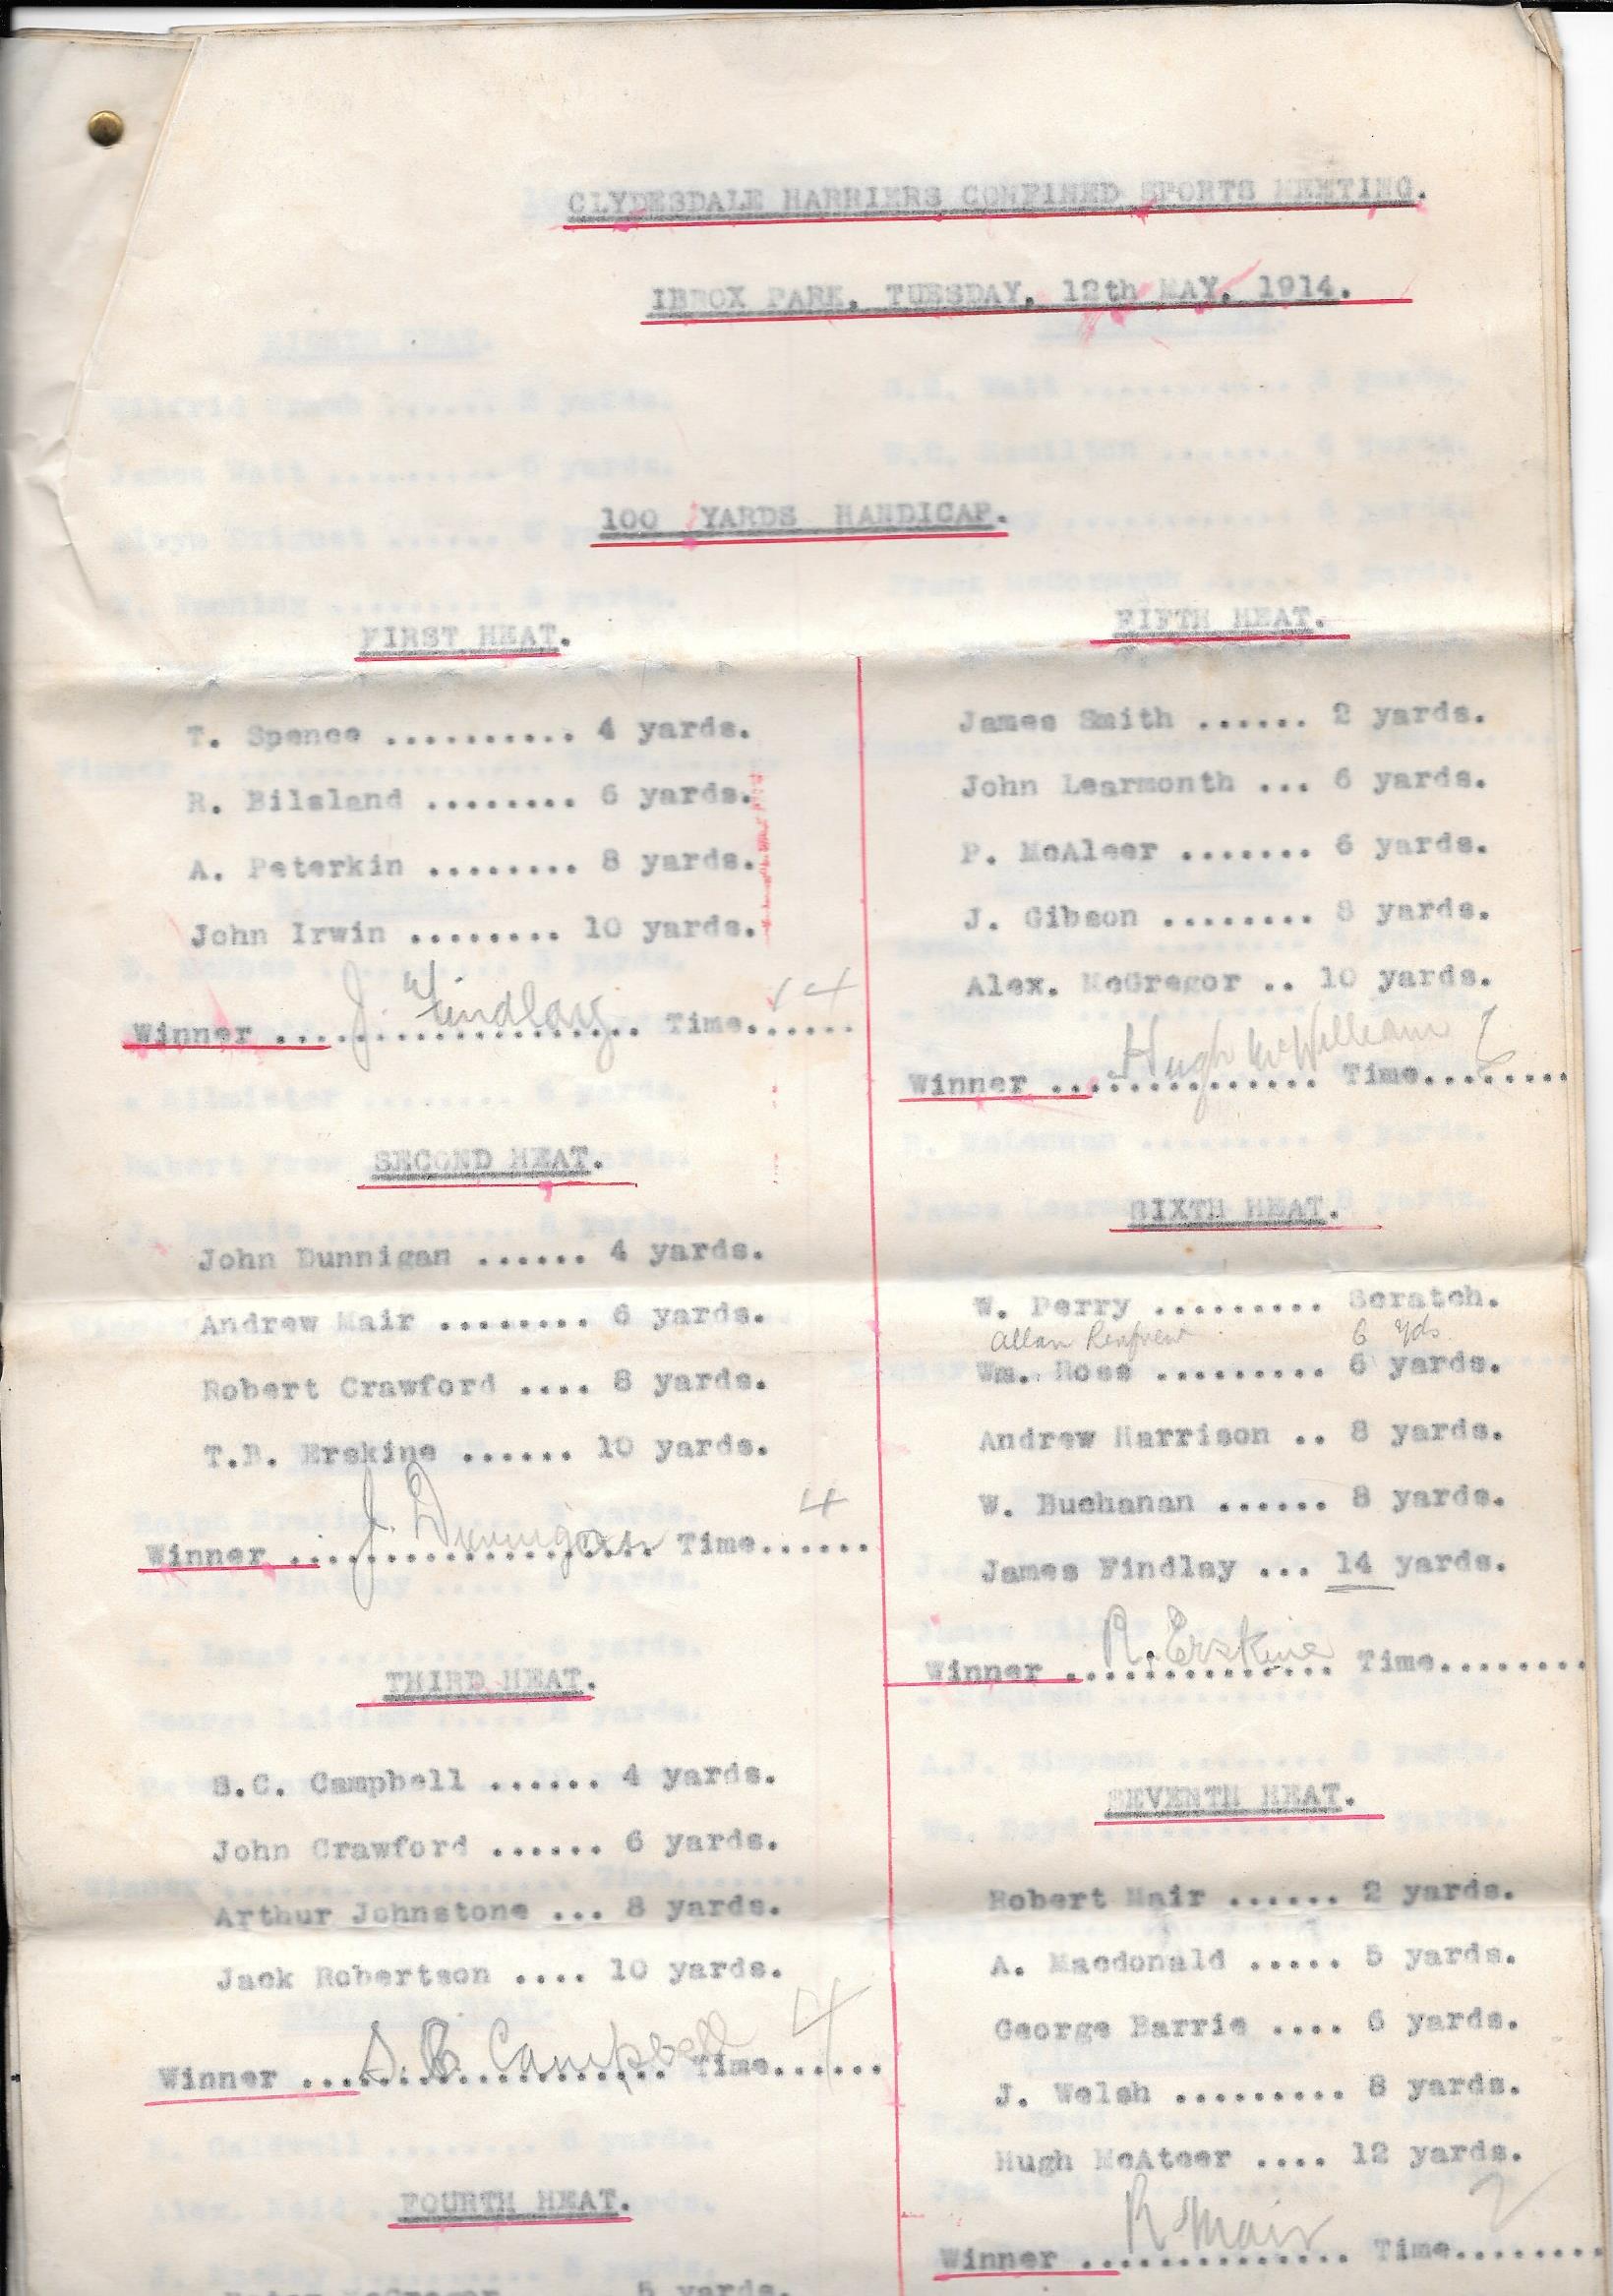 CLYDESDALE HARRIERS CONFINED SPORTS MEETING.
IBROX PARK, TUESDAY, 12th MAY, 1914.
100 YARDS HANDICAP.
FIRST HEAT.
T. Spence .......... 4 yards.
R. Bilsland ........ 6 yards.
A. Peterkin ........ 8 yards.
John Irwin ........ 10 yards.
Winner .... J. Findlay .... Time...... 14
SECOND HEAT.
John Dunnigan ...... 4 yards.
Andrew Mair ........ 6 yards.
Robert Crawford .... 8 yards.
T.B. Erskine ...... 10 yards.
Winner .... J. Dunnigan .... Time...... 4
THIRD HEAT.
S.C. Campbell ...... 4 yards.
John Crawford ...... 6 yards.
Arthur Johnstone ... 8 yards.
Jack Robertson .... 10 yards.
Winner .... S. C. Campbell .... Time...... 4
FOURTH HEAT.
McGregor 5 yards.
FIFTH HEAT.
James Smith ...... 2 yards.
John Learmonth ... 6 yards.
P. McAleer ....... 6 yards.
J. Gibson ........ 8 yards.
Alex. McGregor .. 10 yards.
Winner .... Hugh McWilliam .... Time........ 6
SIXTH HEAT.
W. Perry ......... Scratch.
Allan Renfrew 6 yds
Wm. Ross ......... 6 yards.
Andrew Harrison .. 8 yards.
W. Buchanan ...... 8 yards.
James Findlay ... 14 yards.
Winner .... R. Erskine .... Time........
SEVENTH HEAT.
Robert Mair ...... 2 yards.
A. Macdonald ..... 5 yards.
George Barrie .... 6 yards.
J. Welsh ......... 8 yards.
Hugh McAteer .... 12 yards.
Winner .... R Mair .... Time........ 2